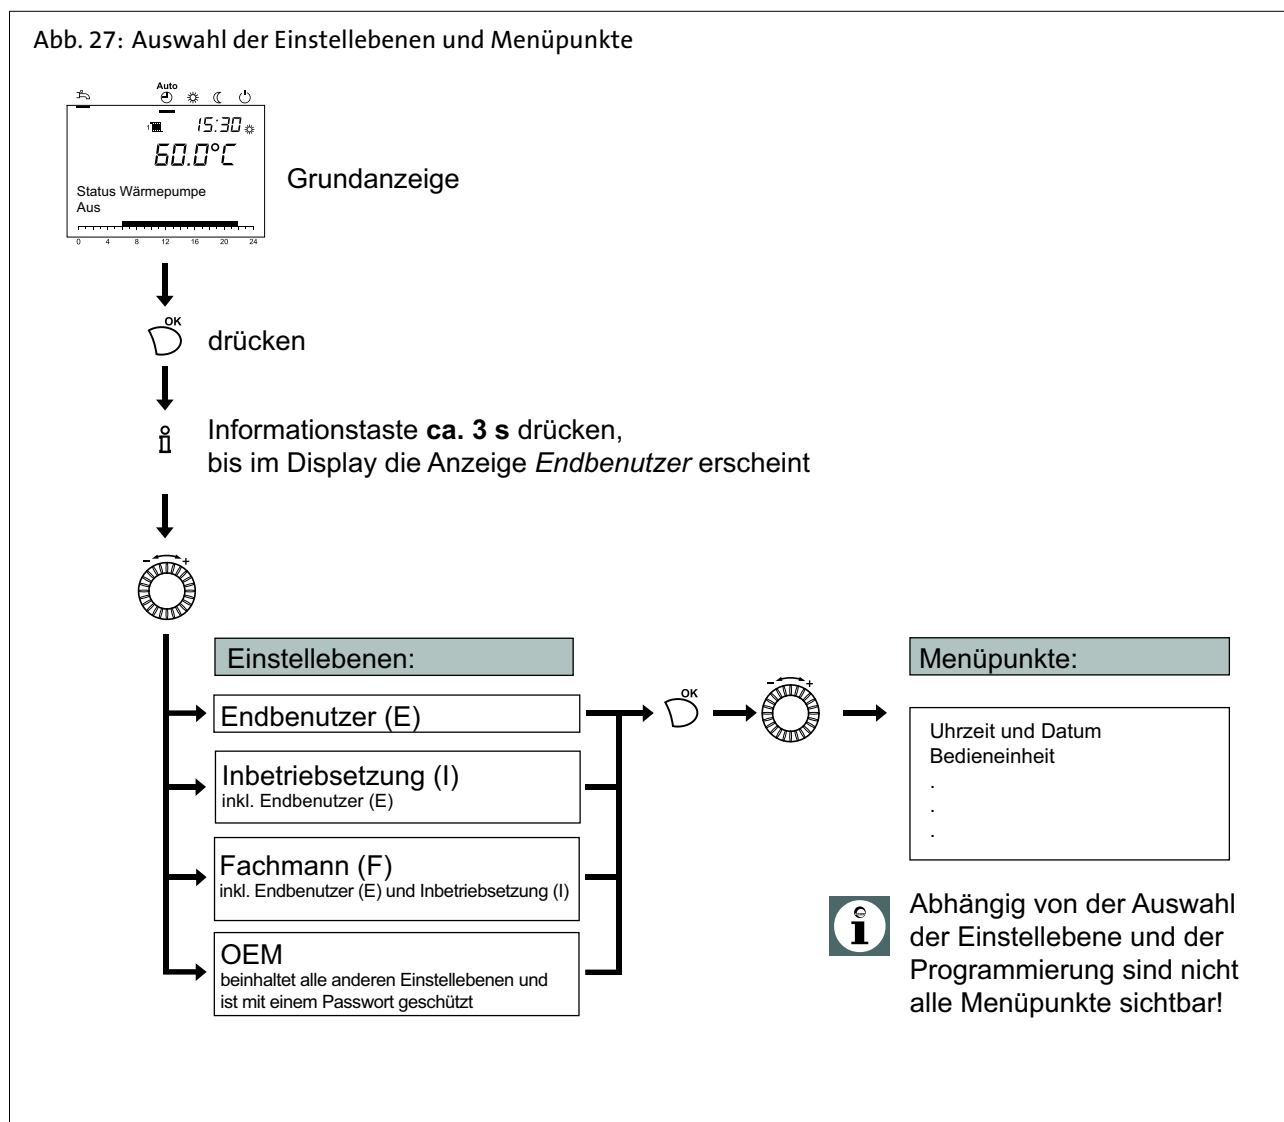 Abb. 27: Auswahl der Einstellebenen und Menüpunkte
Auto
1
15:30
60.0°C
Status Wärmepumpe
Aus
0 4 8 12 16 20 24
Grundanzeige
OK
drücken
Informationstaste ca. 3 s drücken,
bis im Display die Anzeige Endbenutzer erscheint
- +
Einstellebenen:
Endbenutzer (E)
Inbetriebsetzung (I)
inkl. Endbenutzer (E)
Fachmann (F)
inkl. Endbenutzer (E) und Inbetriebsetzung (I)
OEM
beinhaltet alle anderen Einstellebenen und
ist mit einem Passwort geschützt
OK
- +
Menüpunkte:
Uhrzeit und Datum
Bedieneinheit
.
.
.
Abhängig von der Auswahl
der Einstellebene und der
Programmierung sind nicht
alle Menüpunkte sichtbar!